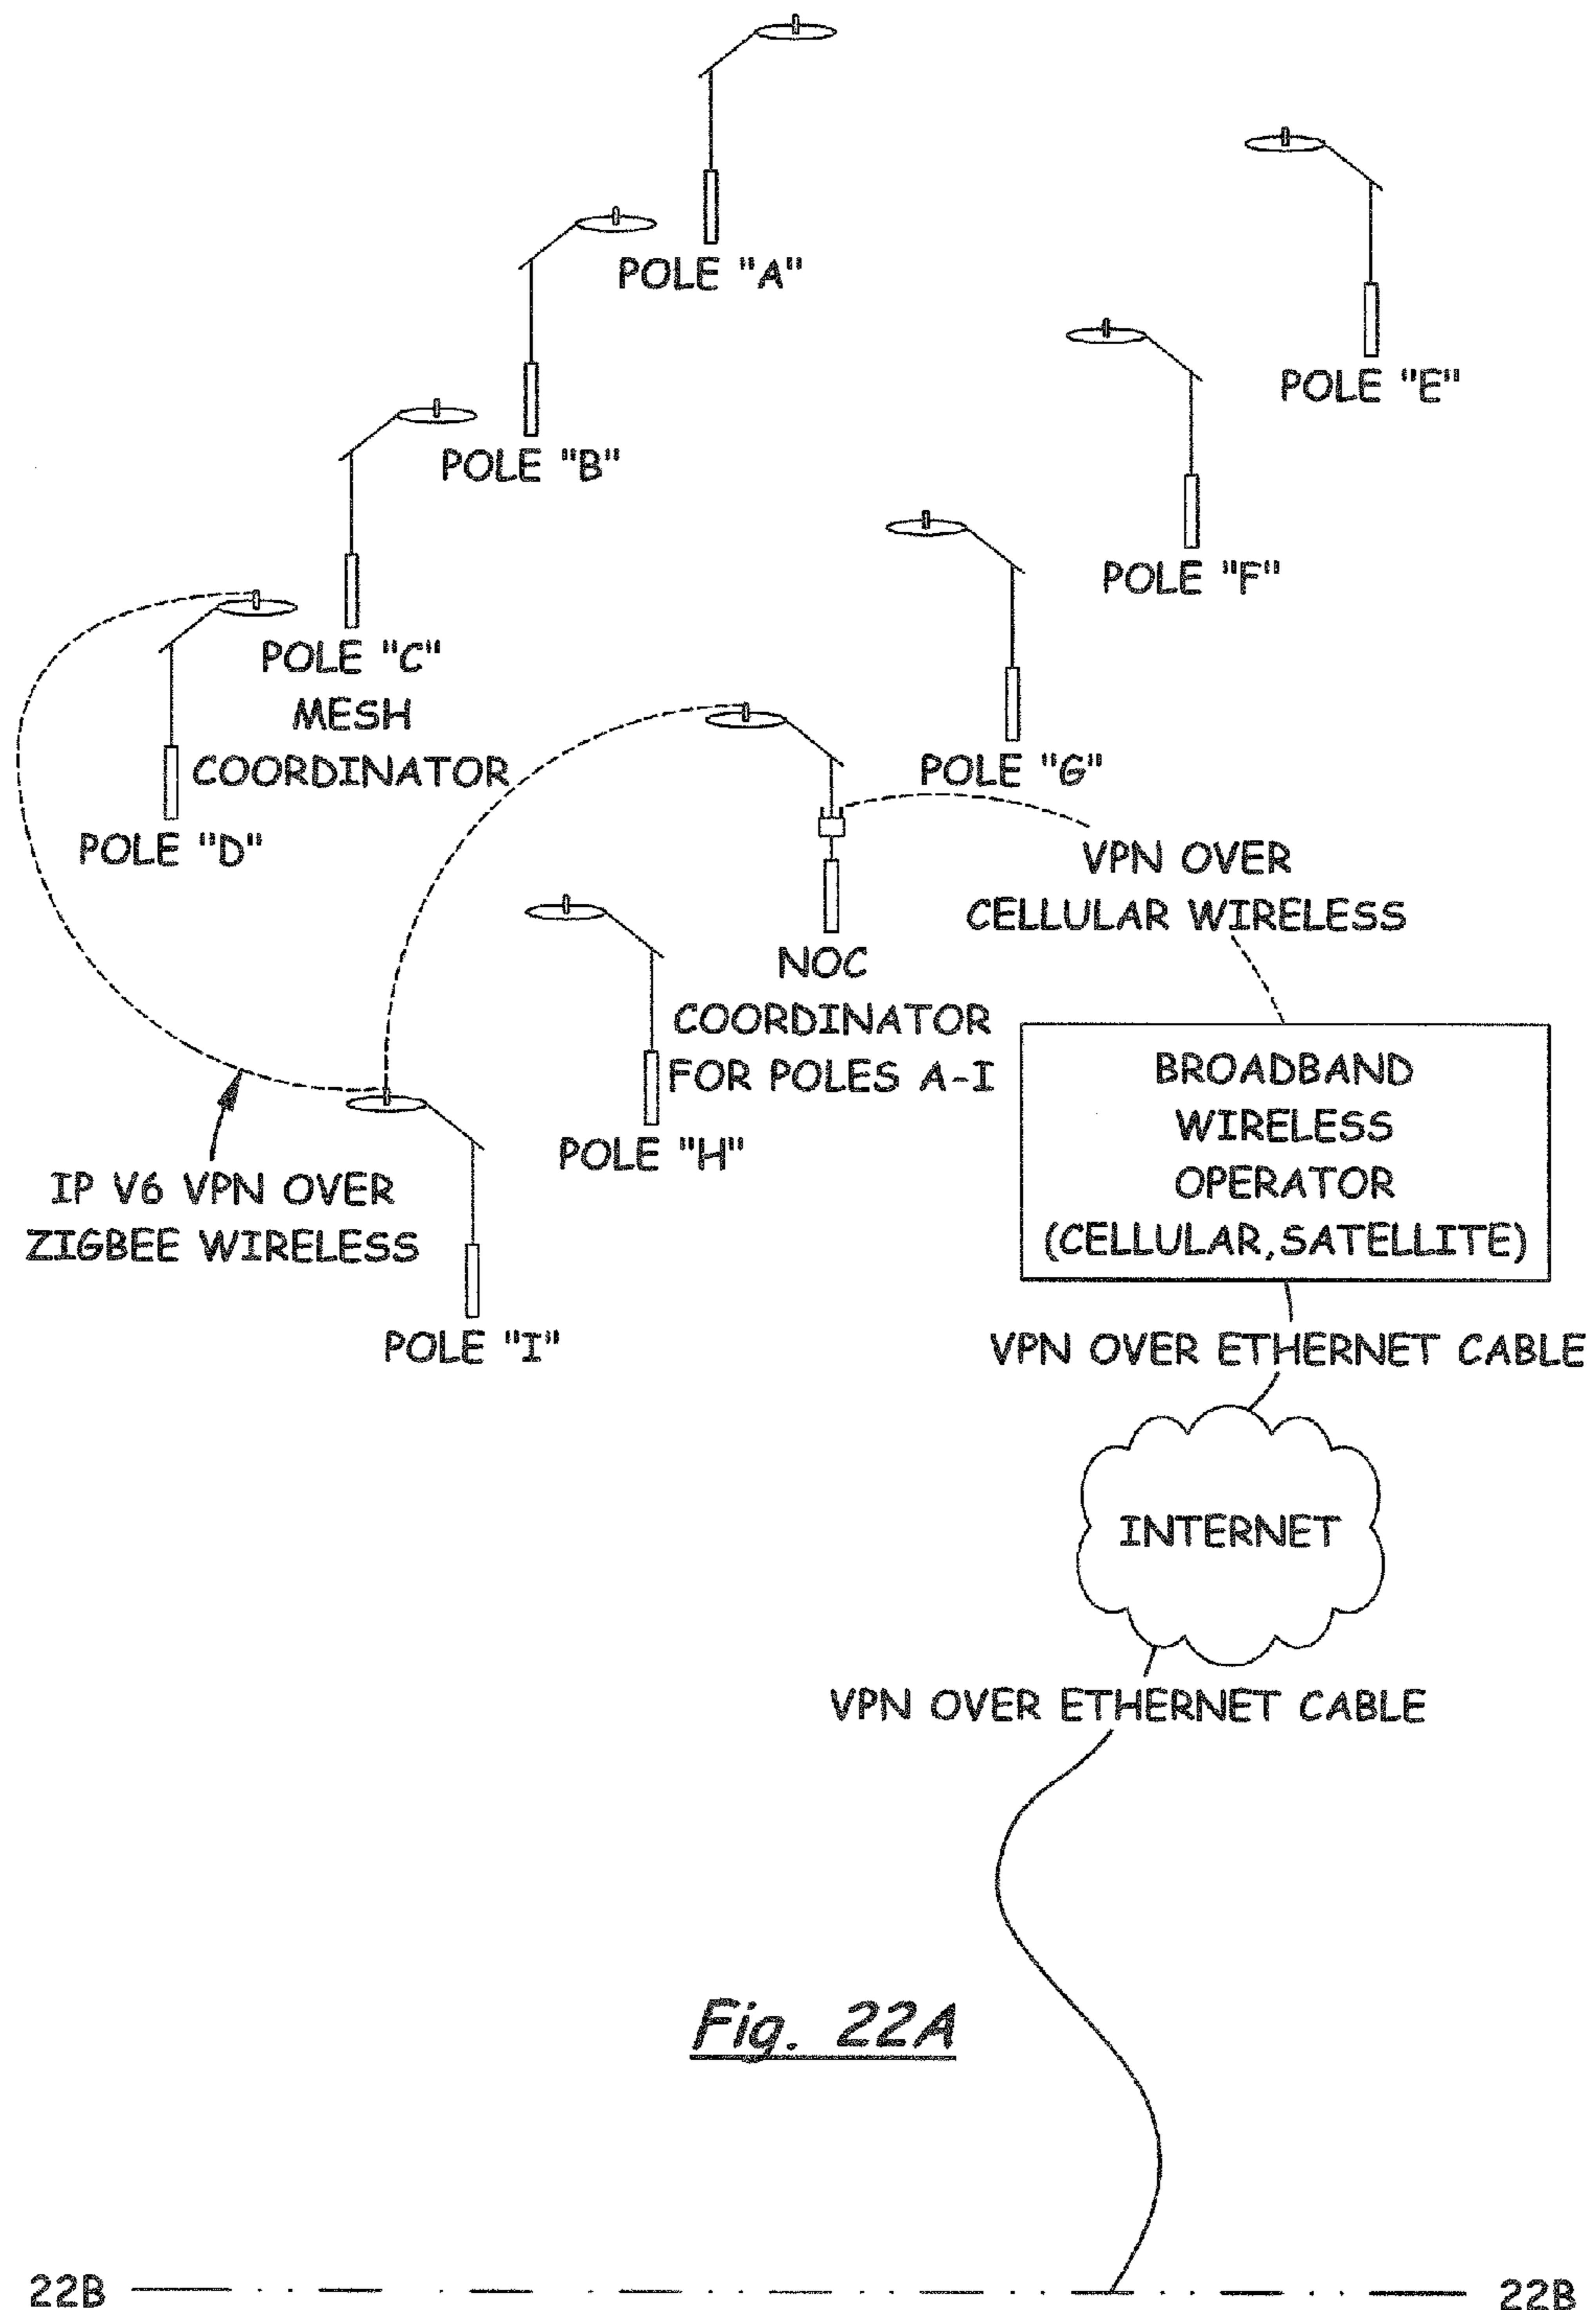 POLE "A"
POLE "E"
POLE "B"
POLE "F"
POLE "C"
MESH
COORDINATOR
POLE "G"
POLE "D"
VPN OVER
CELLULAR WIRELESS
NOC
COORDINATOR
FOR POLES A-I
BROADBAND
WIRELESS
OPERATOR
(CELLULAR,SATELLITE)
POLE "H"
IP V6 VPN OVER
ZIGBEE WIRELESS
POLE "I"
VPN OVER ETHERNET CABLE
INTERNET
VPN OVER ETHERNET CABLE
Fig. 22A
22B
22B